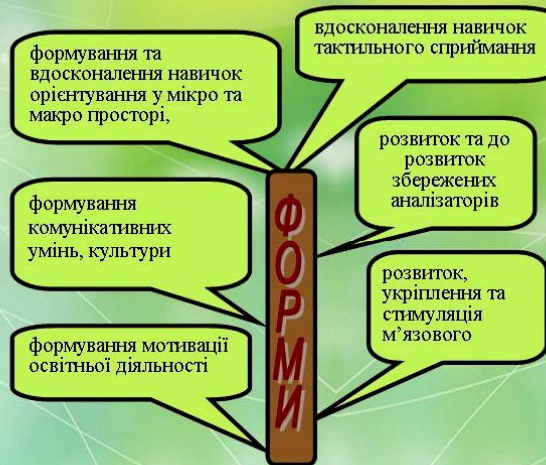 формування та
вдосконалення навичок
орієнтування у мікро та
макро просторі,
вдосконалення навичок
тактильного сприймання
розвиток та до
розвиток
збережених
аналізаторів
формування
комунікативних
умінь, культури
розвиток,
укріплення та
стимуляція
м’язового
формування мотивації
освітньої діяльності
ФОРМИ